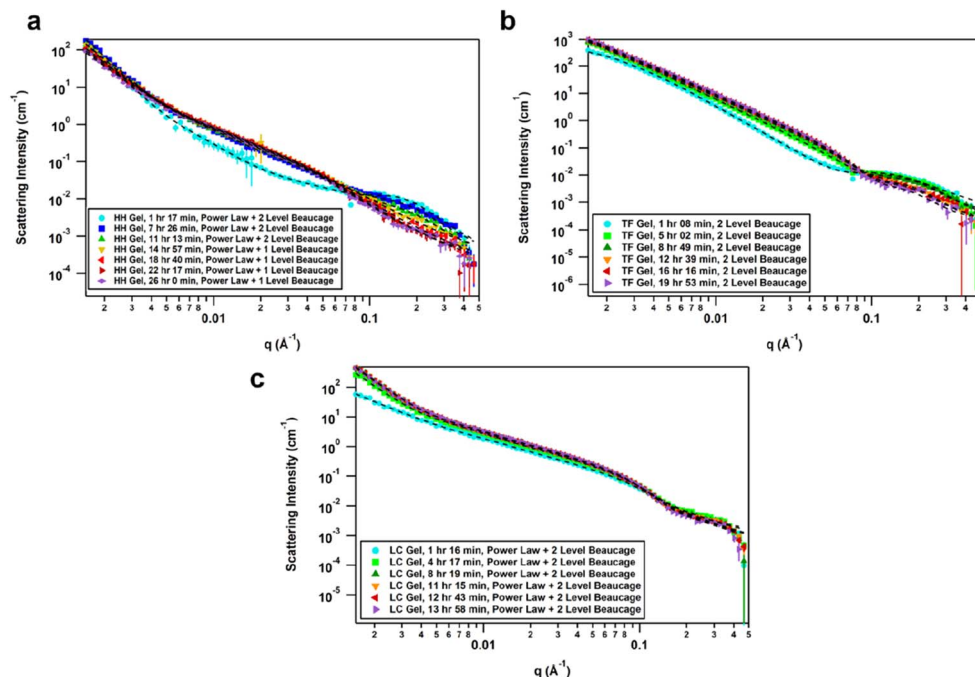 a
10²
10¹
10⁰
10⁻¹
10⁻²
10⁻³
10⁻⁴
Scattering Intensity (cm⁻¹)
HH Gel, 1 hr 17 min, Power Law + 2 Level Beaucage
HH Gel, 7 hr 26 min, Power Law + 2 Level Beaucage
HH Gel, 11 hr 13 min, Power Law + 2 Level Beaucage
HH Gel, 14 hr 57 min, Power Law + 1 Level Beaucage
HH Gel, 18 hr 40 min, Power Law + 1 Level Beaucage
HH Gel, 22 hr 17 min, Power Law + 1 Level Beaucage
HH Gel, 26 hr 0 min, Power Law + 1 Level Beaucage
2 3 4 5 6 7 8 0.01 2 3 4 5 6 7 8 0.1 2 3 4 5
q (Å⁻¹)
b
10³
10²
10¹
10⁰
10⁻¹
10⁻²
10⁻³
10⁻⁴
10⁻⁵
10⁻⁶
Scattering Intensity (cm⁻¹)
TF Gel, 1 hr 08 min, 2 Level Beaucage
TF Gel, 5 hr 02 min, 2 Level Beaucage
TF Gel, 8 hr 49 min, 2 Level Beaucage
TF Gel, 12 hr 39 min, 2 Level Beaucage
TF Gel, 16 hr 16 min, 2 Level Beaucage
TF Gel, 19 hr 53 min, 2 Level Beaucage
2 3 4 5 6 7 8 0.01 2 3 4 5 6 7 8 0.1 2 3 4
q (Å⁻¹)
c
10²
10¹
10⁰
10⁻¹
10⁻²
10⁻³
10⁻⁴
10⁻⁵
Scattering Intensity (cm⁻¹)
LC Gel, 1 hr 16 min, Power Law + 2 Level Beaucage
LC Gel, 4 hr 17 min, Power Law + 2 Level Beaucage
LC Gel, 8 hr 19 min, Power Law + 2 Level Beaucage
LC Gel, 11 hr 15 min, Power Law + 2 Level Beaucage
LC Gel, 12 hr 43 min, Power Law + 2 Level Beaucage
LC Gel, 13 hr 58 min, Power Law + 2 Level Beaucage
2 3 4 5 6 7 8 0.01 2 3 4 5 6 7 8 0.1 2 3 4 5
q (Å⁻¹)